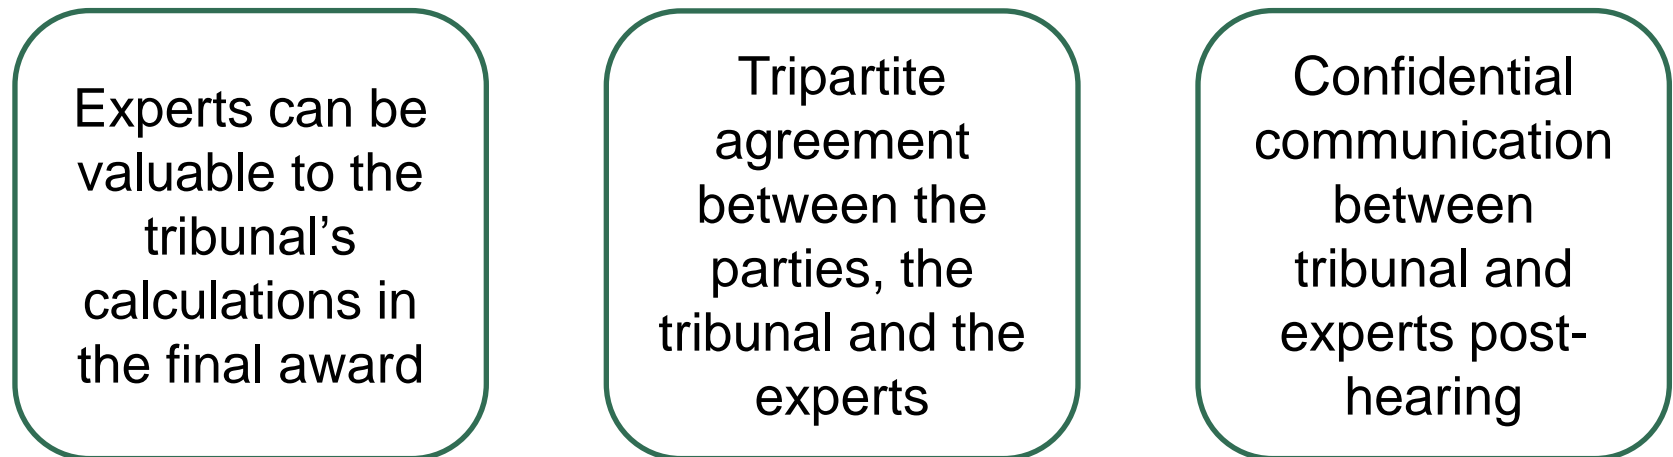 Experts can be
valuable to the
tribunal’s
calculations in
the final award
Tripartite
agreement
between the
parties, the
tribunal and the
experts
Confidential
communication
between
tribunal and
experts post-
hearing